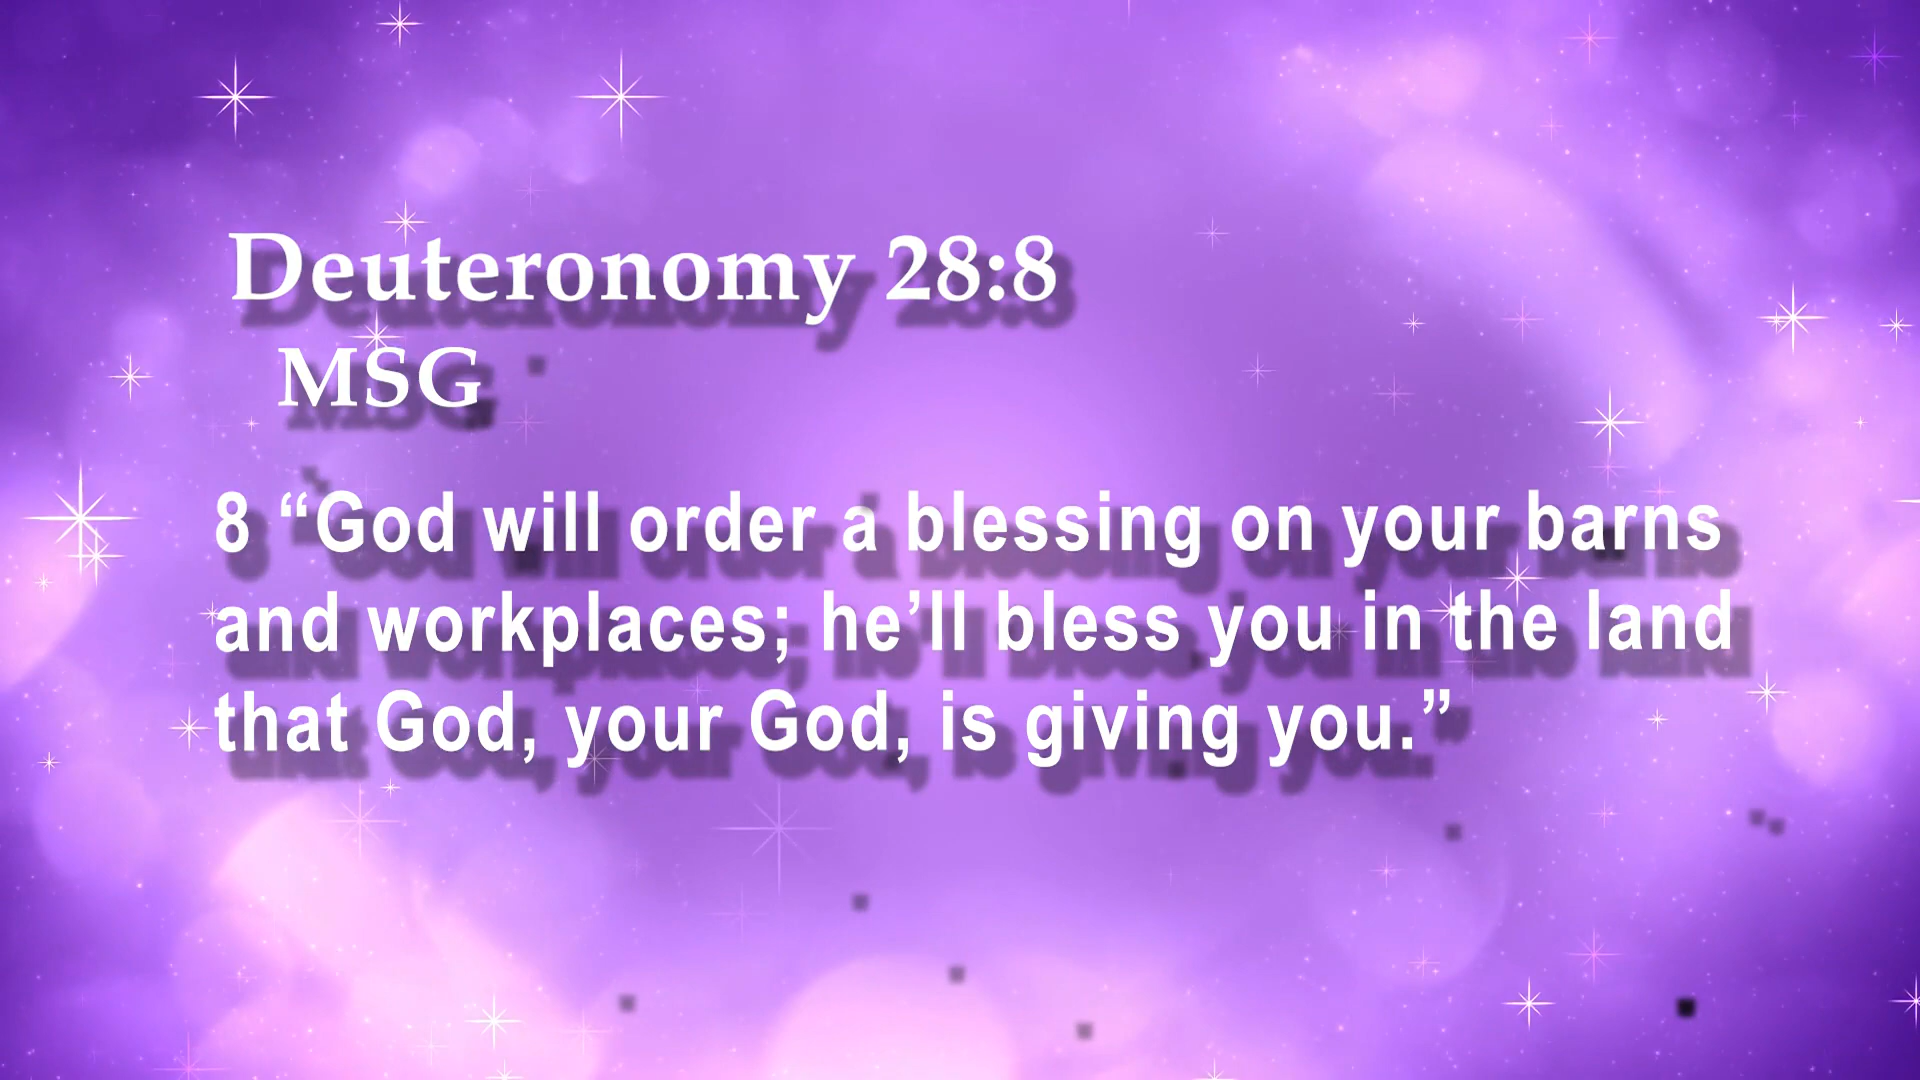 Deuteronomy 28:8
MSG
8 “God will order a blessing on your barns
and workplaces; he’ll bless you in the land
that God, your God, is giving you.”